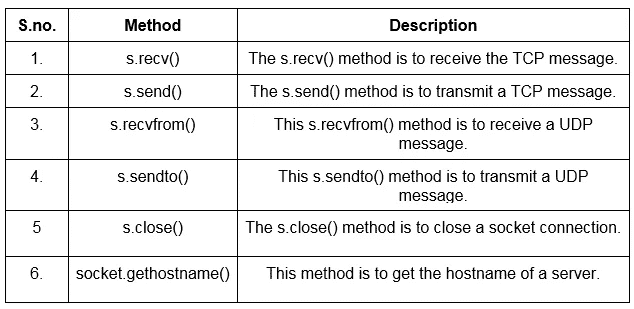 S.no. Method Description
1. s.recv() The s.recv() method is to receive the TCP message.
2. s.send() The s.send() method is to transmit a TCP message.
3. s.recvfrom() This s.recvfrom() method is to receive a UDP
message.
4. s.sendto() This s.sendto() method is to transmit a UDP
message.
5 s.close() The s.close() method is to close a socket connection.
6. socket.gethostname() This method is to get the hostname of a server.